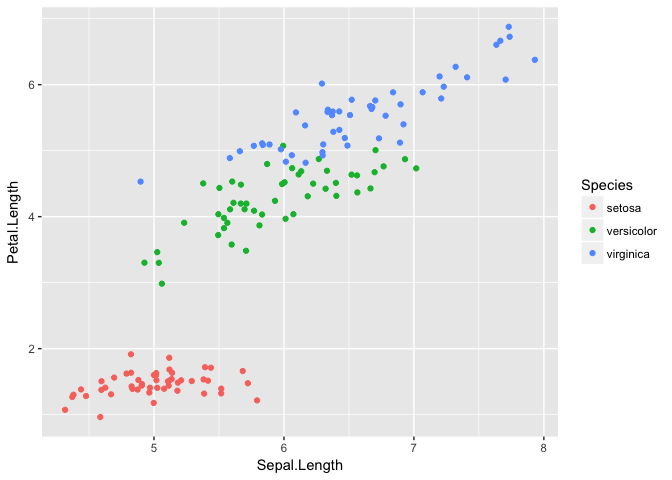 6
4
2
Petal.Length
5
6
7
8
Sepal.Length
Species
setosa
versicolor
virginica